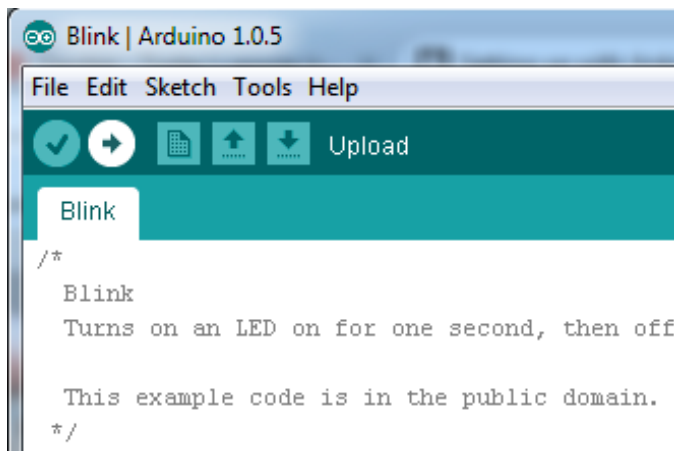 Blink | Arduino 1.0.5
File Edit Sketch Tools Help
Upload
Blink
/*
Blink
Turns on an LED on for one second, then off
This example code is in the public domain.
*/